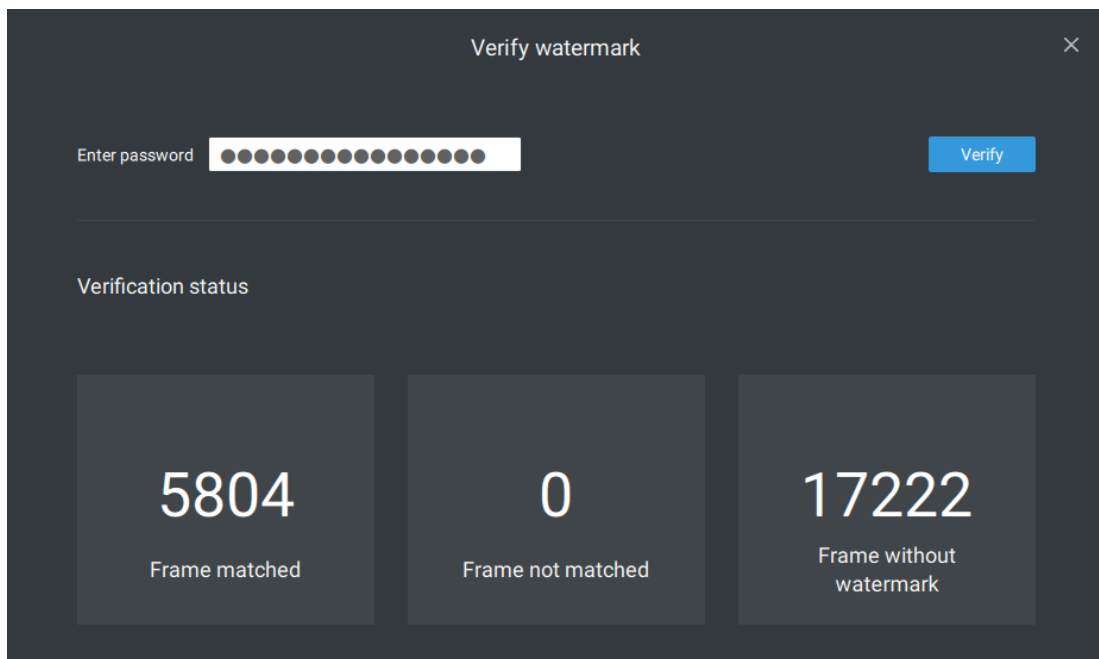 Verify watermark
Enter password ●●●●●●●●●●●●●●●●
Verify
Verification status
5804
Frame matched
0
Frame not matched
17222
Frame without
watermark